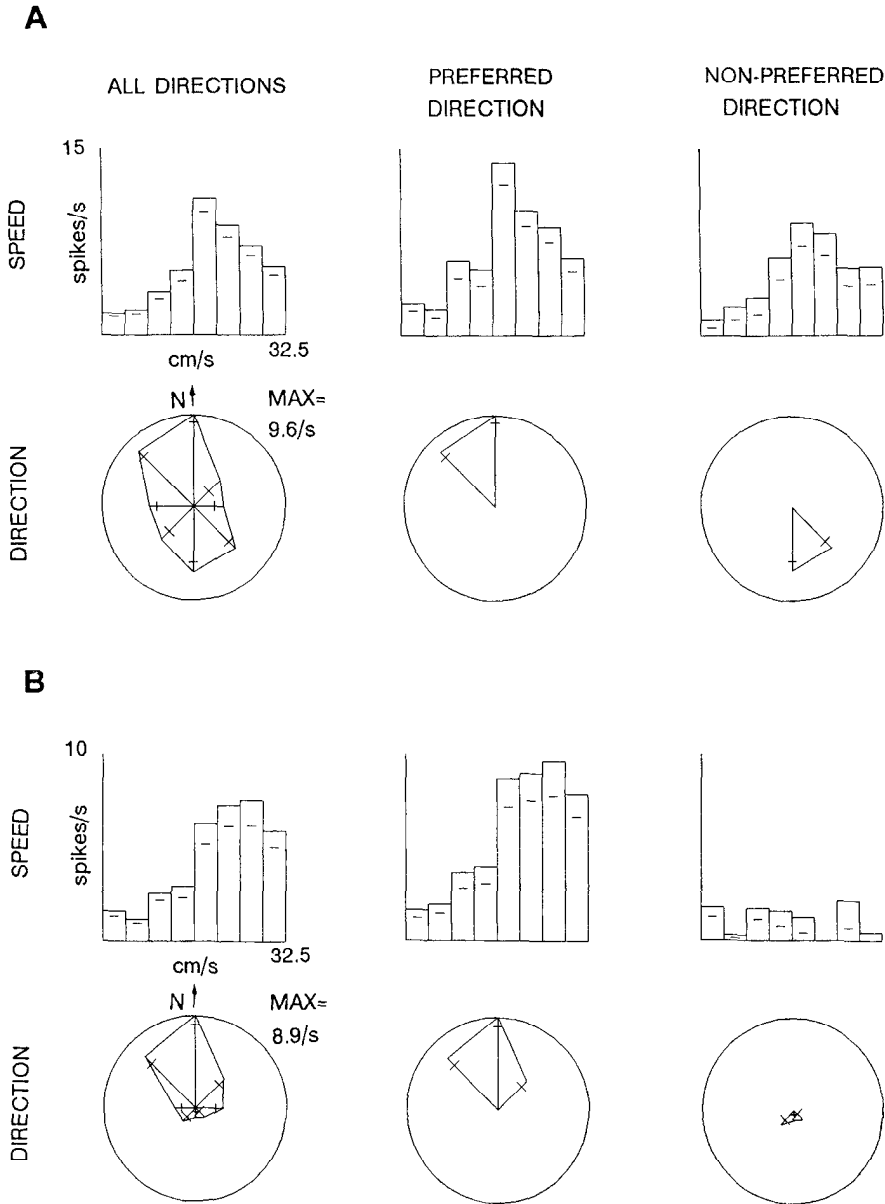 A
ALL DIRECTIONS
PREFERRED
DIRECTION
NON-PREFERRED
DIRECTION
SPEED
15
spikes/s
cm/s
32.5
DIRECTION
N
MAX=
9.6/s
B
SPEED
10
spikes/s
cm/s
32.5
DIRECTION
N
MAX=
8.9/s